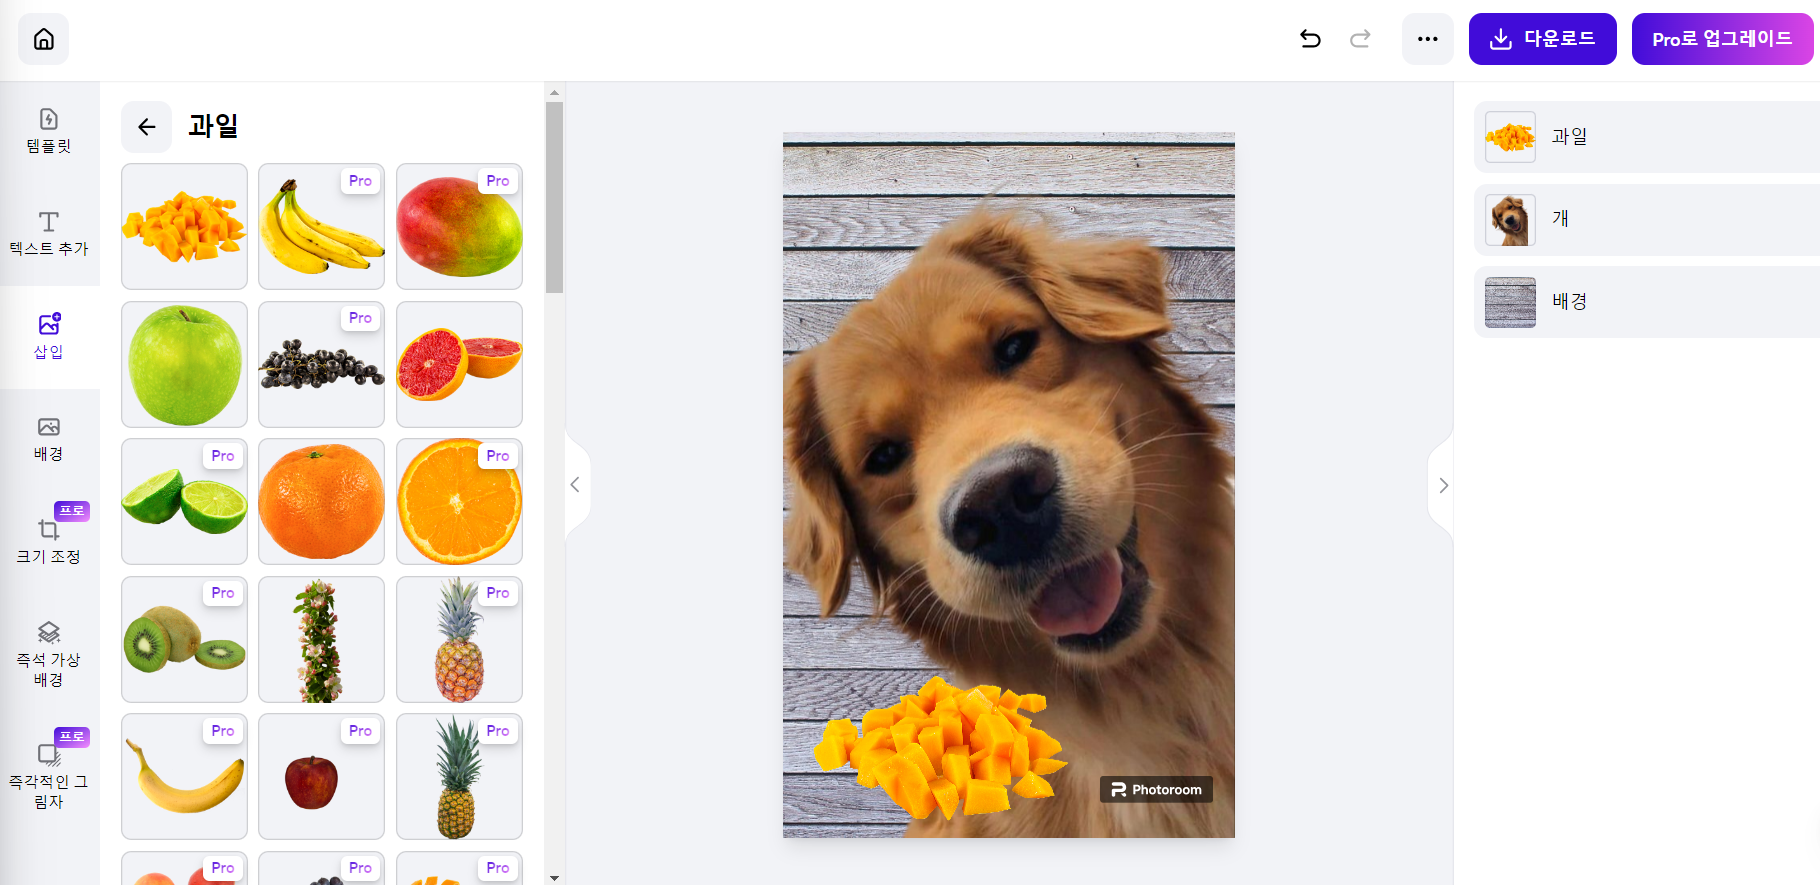 다운로드
Pro로 업그레이드
템플릿
텍스트 추가
삽입
배경
프로
크기 조정
즉석 가상
배경
프로
즉각적인 그
림자
과일
Pro
Pro
Pro
Pro
Pro
Pro
Pro
Pro
Pro
Pro
Pro
Pro
Pro
Photoroom
과일
개
배경